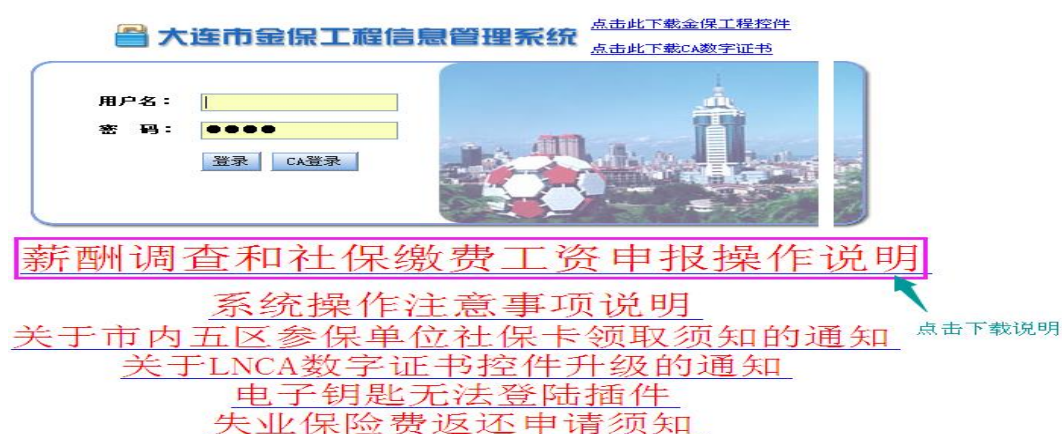 大连市金保工程信息管理系统
点击此下载金保工程控件
点击此下载CA数字证书
用户名：
密 码：
登录 CA登录
薪酬调查和社保缴费工资申报操作说明
点击下载说明
系统操作注意事项说明
关于市内五区参保单位社保卡领取须知的通知
关于LNCA数字证书控件升级的通知
电子钥匙无法登陆插件
失业保险费返还申请须知